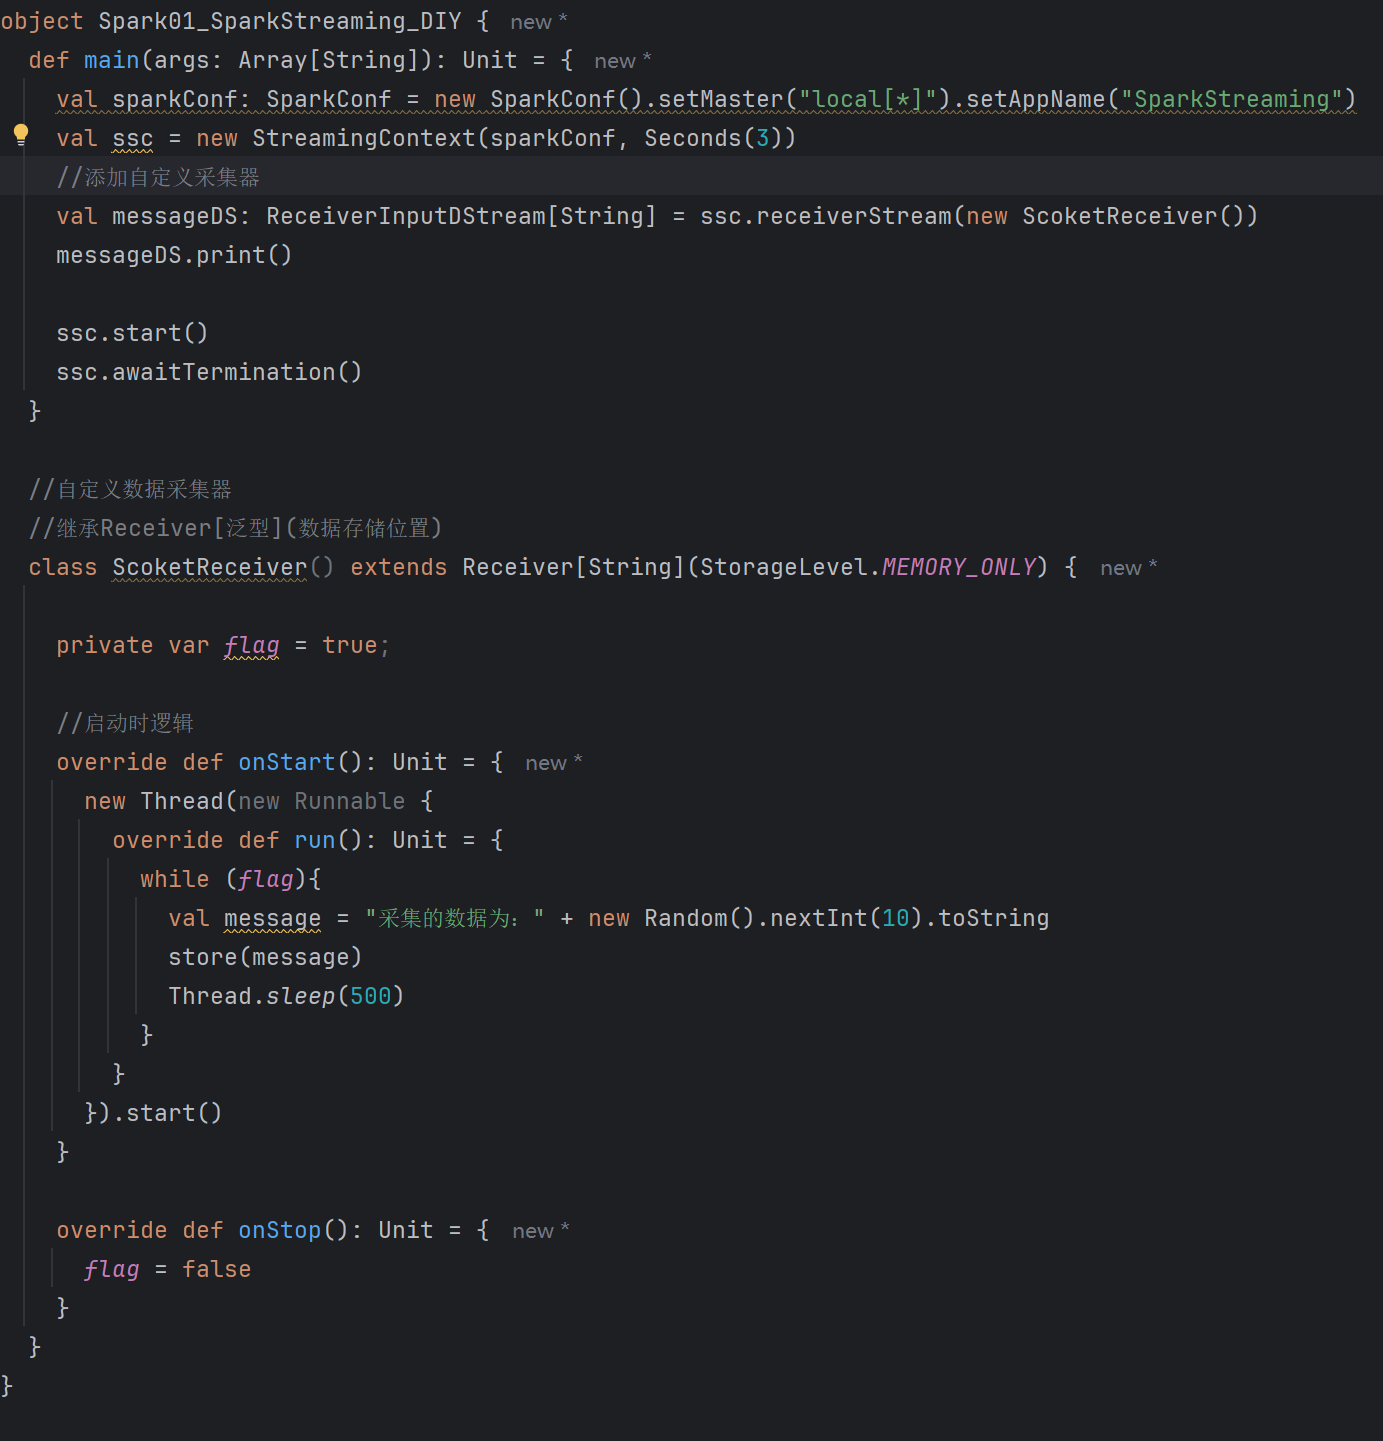 object Spark01_SparkStreaming_DIY { new *
def main(args: Array[String]): Unit = { new *
val sparkConf: SparkConf = new SparkConf().setMaster("local[*]").setAppName("SparkStreaming")
val ssc = new StreamingContext(sparkConf, Seconds(3))
//添加自定义采集器
val messageDS: ReceiverInputDStream[String] = ssc.receiverStream(new ScoketReceiver())
messageDS.print()
ssc.start()
ssc.awaitTermination()
}
//自定义数据采集器
//继承Receiver[泛型](数据存储位置)
class ScoketReceiver() extends Receiver[String](StorageLevel.MEMORY_ONLY) { new *
private var flag = true;
//启动时逻辑
override def onStart(): Unit = { new *
new Thread(new Runnable {
override def run(): Unit = {
while (flag){
val message = "采集的数据为：" + new Random().nextInt(10).toString
store(message)
Thread.sleep(500)
}
}
}).start()
}
override def onStop(): Unit = { new *
flag = false
}
}
}